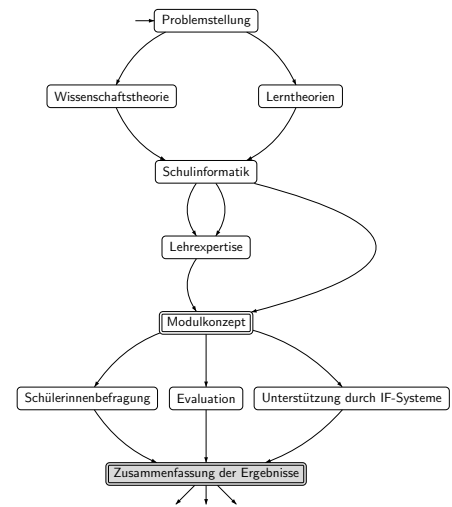 Problemstellung
Wissenschaftstheorie
Lerntheorien
Schulinformatik
Lehrexpertise
Modulkonzept
Schülerinnenbefragung
Evaluation
Unterstützung durch IF-Systeme
Zusammenfassung der Ergebnisse